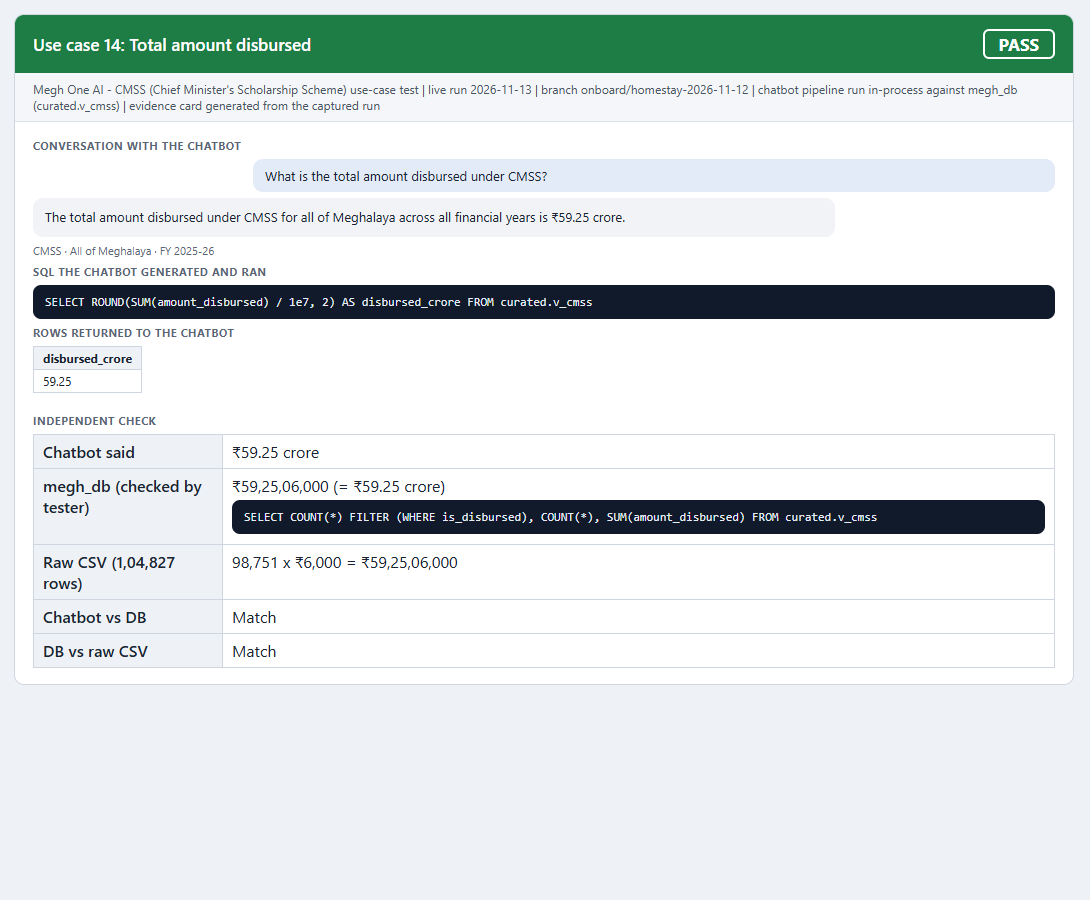 Use case 14: Total amount disbursed
PASS
Megh One AI - CMSS (Chief Minister's Scholarship Scheme) use-case test | live run 2026-11-13 | branch onboard/homestay-2026-11-12 | chatbot pipeline run in-process against megh_db
(curated.v_cmss) | evidence card generated from the captured run
CONVERSATION WITH THE CHATBOT
What is the total amount disbursed under CMSS?
The total amount disbursed under CMSS for all of Meghalaya across all financial years is ₹59.25 crore.
CMSS · All of Meghalaya · FY 2025-26
SQL THE CHATBOT GENERATED AND RAN
SELECT ROUND(SUM(amount_disbursed) / 1e7, 2) AS disbursed_crore FROM curated.v_cmss
ROWS RETURNED TO THE CHATBOT
disbursed_crore
59.25
INDEPENDENT CHECK
Chatbot said
₹59.25 crore
megh_db (checked by
tester)
₹59,25,06,000 (= ₹59.25 crore)
SELECT COUNT(*) FILTER (WHERE is_disbursed), COUNT(*), SUM(amount_disbursed) FROM curated.v_cmss
Raw CSV (1,04,827
rows)
98,751 x ₹6,000 = ₹59,25,06,000
Chatbot vs DB
Match
DB vs raw CSV
Match